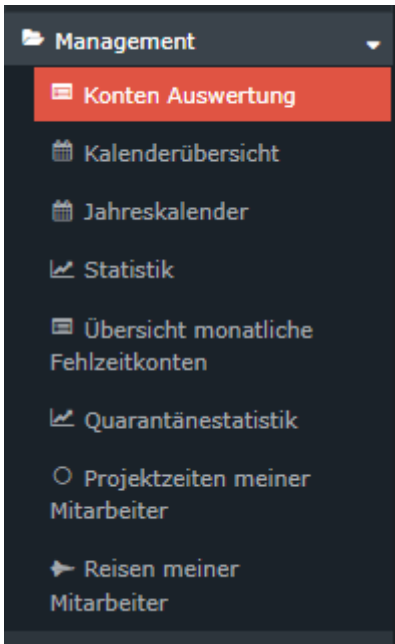 Management
Konten Auswertung
Kalenderübersicht
Jahreskalender
Statistik
Übersicht monatliche
Fehlzeitkonten
Quarantänestatistik
Projektzeiten meiner
Mitarbeiter
Reisen meiner
Mitarbeiter